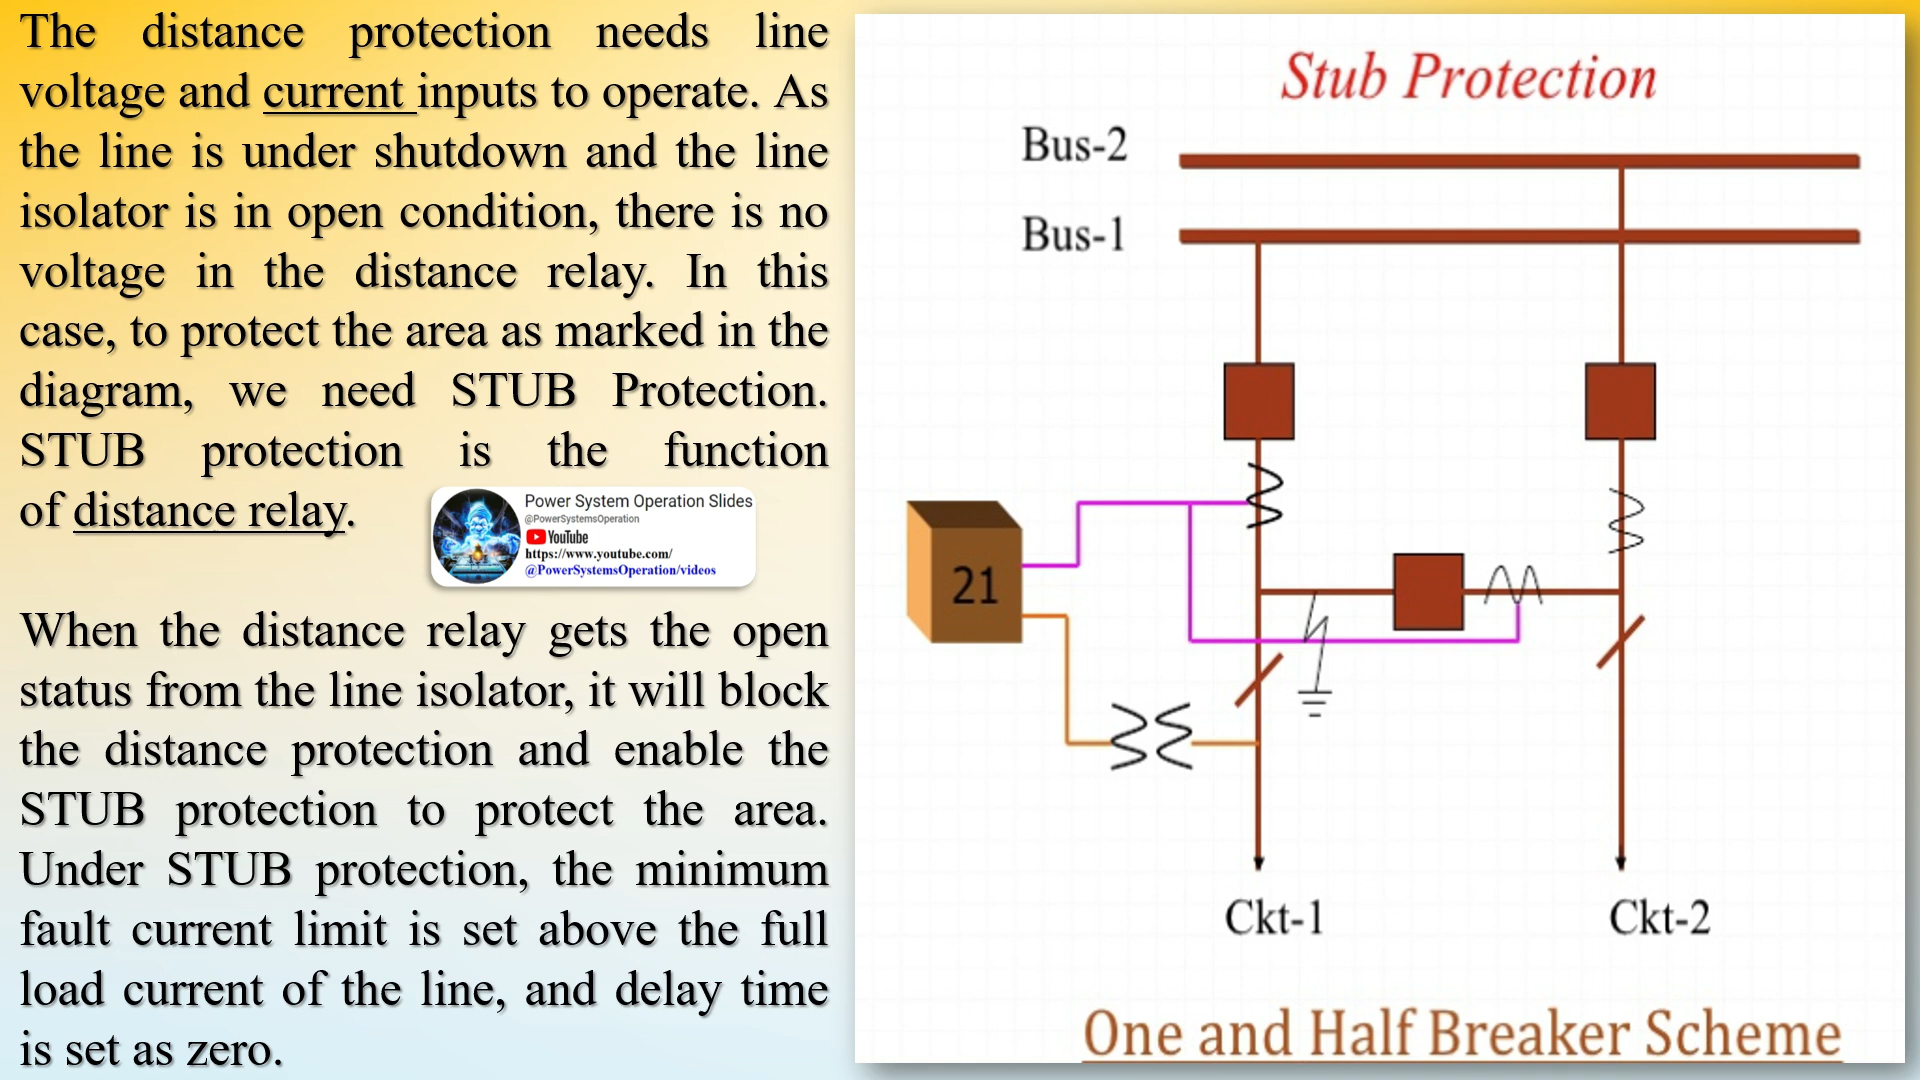 The distance protection needs line
voltage and current inputs to operate. As
the line is under shutdown and the line
isolator is in open condition, there is no
voltage in the distance relay. In this
case, to protect the area as marked in the
diagram, we need STUB Protection.
STUB protection is the function
of distance relay.
Power System Operation Slides
@PowerSystemsOperation
YouTube
https://www.youtube.com/
@PowerSystemsOperation/videos
When the distance relay gets the open
status from the line isolator, it will block
the distance protection and enable the
STUB protection to protect the area.
Under STUB protection, the minimum
fault current limit is set above the full
load current of the line, and delay time
is set as zero.
Stub Protection
Bus-2
Bus-1
21
Ckt-1
Ckt-2
One and Half Breaker Scheme